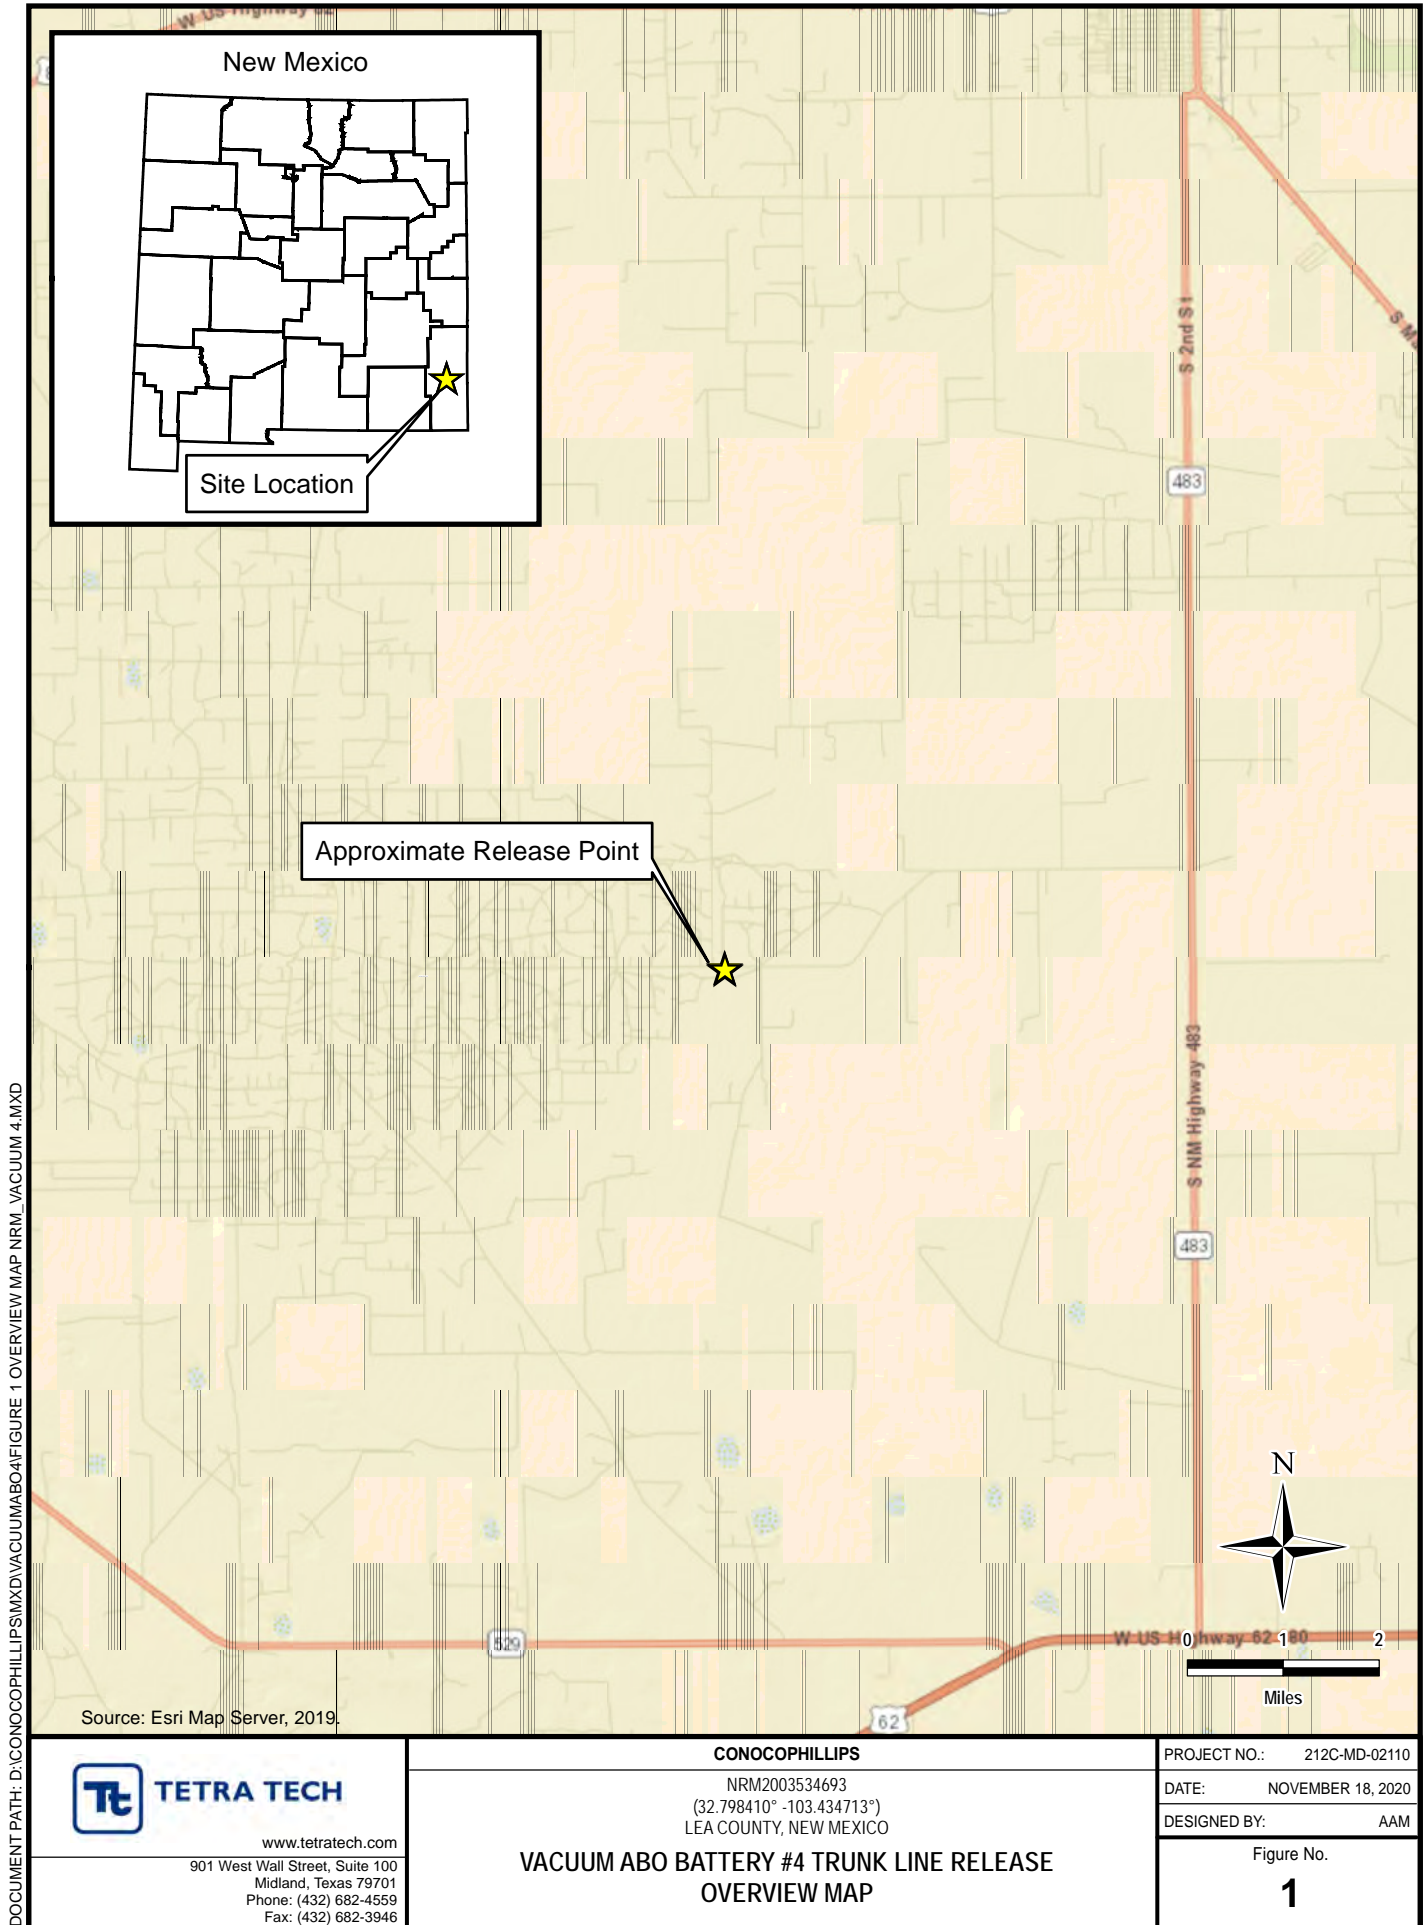 W US Highway 62
New Mexico
Site Location
S 2nd St
483
Approximate Release Point
S NM Highway 483
483
N
529
W US Highway 62 180
0 1 2
Miles
62
Source: Esri Map Server, 2019.
DOCUMENT PATH: D:\CONOCOPHILLIPS\MXD\VACUUMABO4\FIGURE 1 OVERVIEW MAP NRM_VACUUM 4.MXD
Tt TETRA TECH
www.tetratech.com
901 West Wall Street, Suite 100
Midland, Texas 79701
Phone: (432) 682-4559
Fax: (432) 682-3946
CONOCOPHILLIPS
NRM2003534693
(32.798410° -103.434713°)
LEA COUNTY, NEW MEXICO
VACUUM ABO BATTERY #4 TRUNK LINE RELEASE
OVERVIEW MAP
PROJECT NO.: 212C-MD-02110
DATE: NOVEMBER 18, 2020
DESIGNED BY: AAM
Figure No.
1